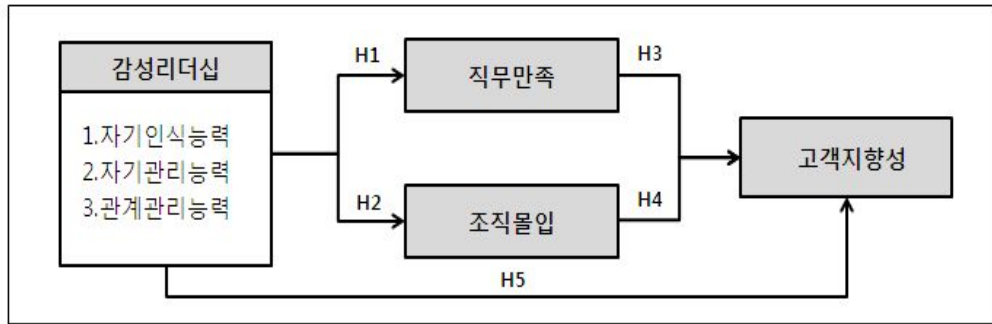 감성리더십
1.자기인식능력
2.자기관리능력
3.관계관리능력
H1
직무만족
H3
고객지향성
H2
조직몰입
H4
H5